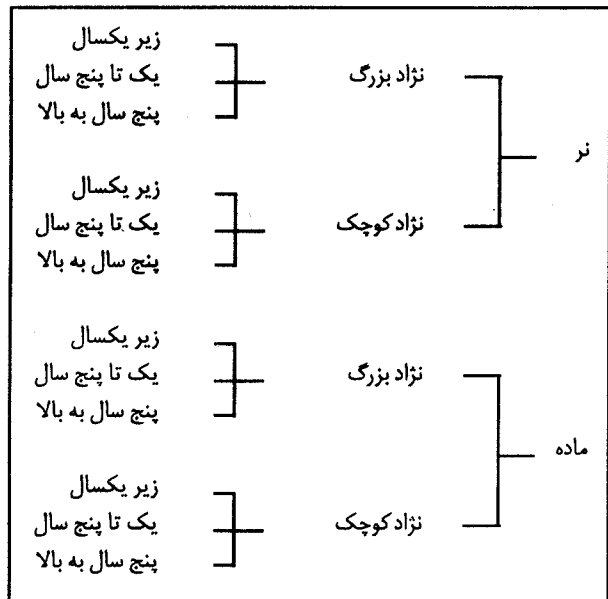 زیر یکسال
نژاد بزرگ یک تا پنج سال
پنج سال به بالا
نر
زیر یکسال
نژاد کوچک یک تا پنج سال
پنج سال به بالا
زیر یکسال
نژاد بزرگ یک تا پنج سال
پنج سال به بالا
ماده
زیر یکسال
نژاد کوچک یک تا پنج سال
پنج سال به بالا